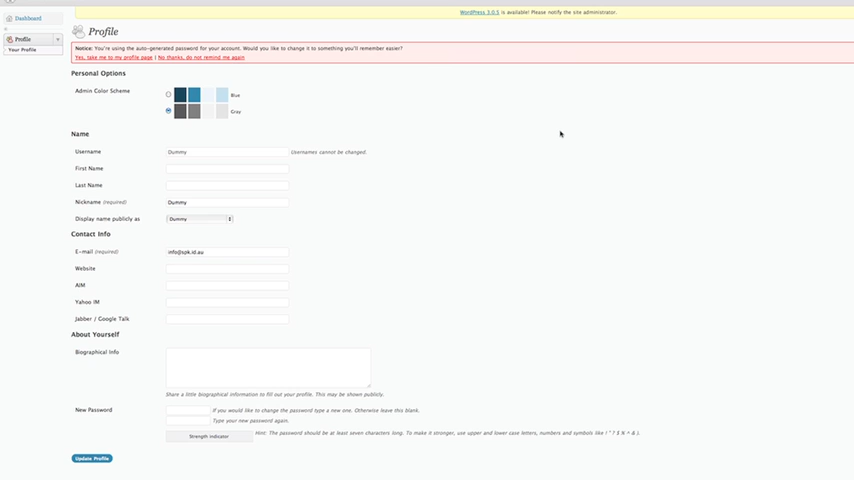 WordPress 3.0.5 is available! Please notify the site administrator.
Dashboard
Profile
Your Profile
Profile
Notice: You're using the auto-generated password for your account. Would you like to change it to something you'll remember easier?
Yes, take me to my profile page | No thanks, do not remind me again
Personal Options
Admin Color Scheme
Blue
Gray
Name
Username Dummy Usernames cannot be changed.
First Name
Last Name
Nickname (required) Dummy
Display name publicly as Dummy
Contact Info
E-mail (required) info@spk.id.au
Website
AIM
Yahoo IM
Jabber / Google Talk
About Yourself
Biographical Info
Share a little biographical information to fill out your profile. This may be shown publicly.
New Password If you would like to change the password type a new one. Otherwise leave this blank.
Type your new password again.
Strength indicator Hint: The password should be at least seven characters long. To make it stronger, use upper and lower case letters, numbers and symbols like ! " ? $ % ^ & ).
Update Profile